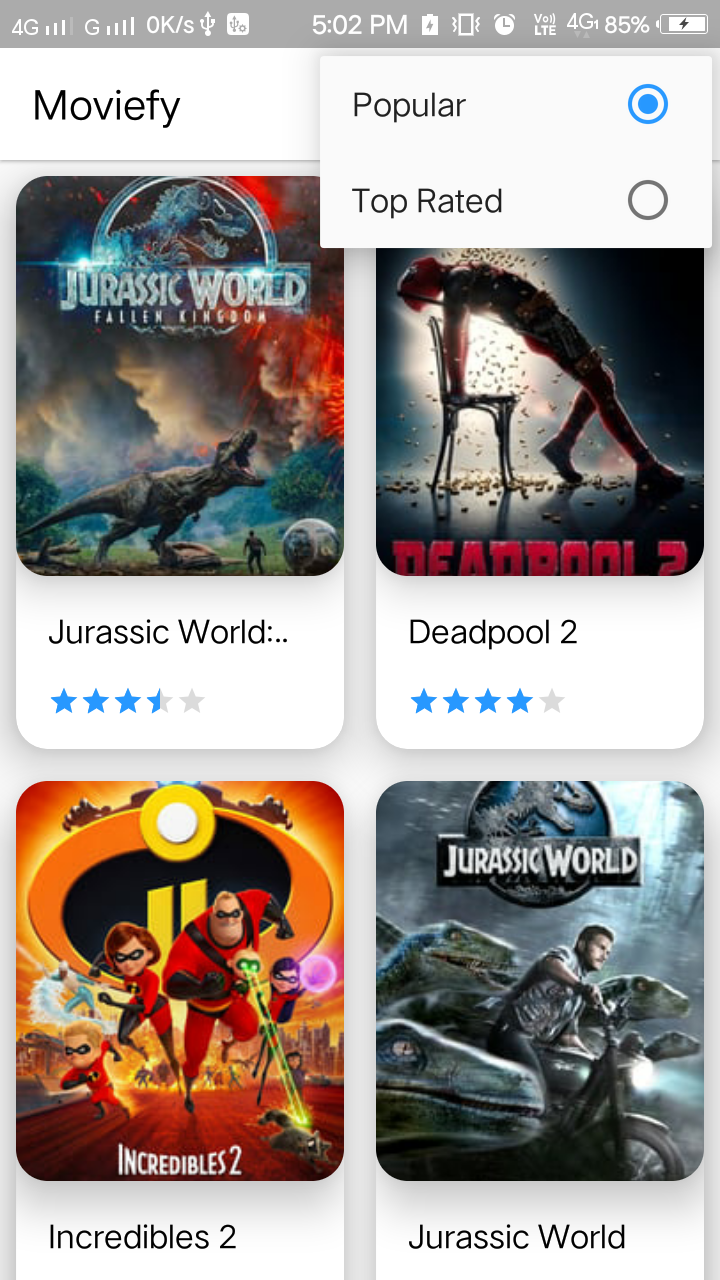 4G G 0K/s 5:02 PM Vo)) LTE 4G1 85%
Moviefy
Popular
Top Rated
JURASSIC WORLD
FALLEN KINGDOM
DEADPOOL 2
Jurassic World:..
Deadpool 2
INCREDIBLES 2
JURASSIC WORLD
Incredibles 2
Jurassic World